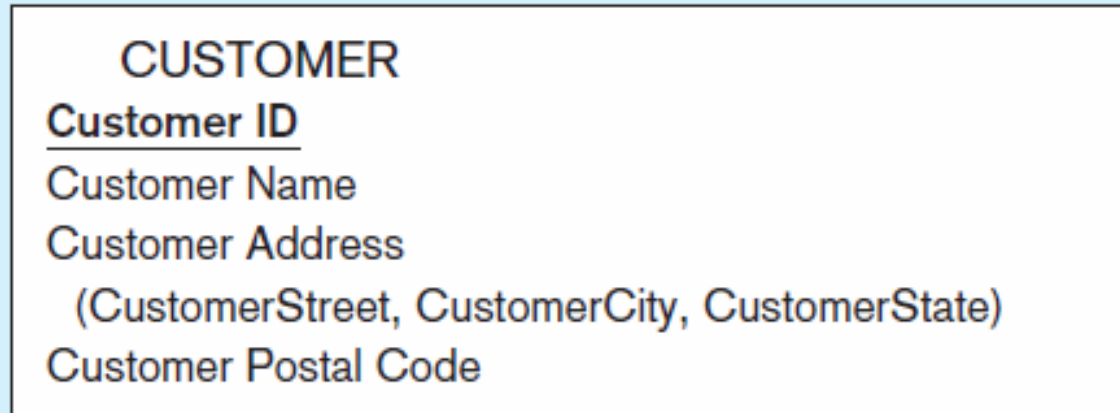 CUSTOMER
Customer ID
Customer Name
Customer Address
(CustomerStreet, CustomerCity, CustomerState)
Customer Postal Code